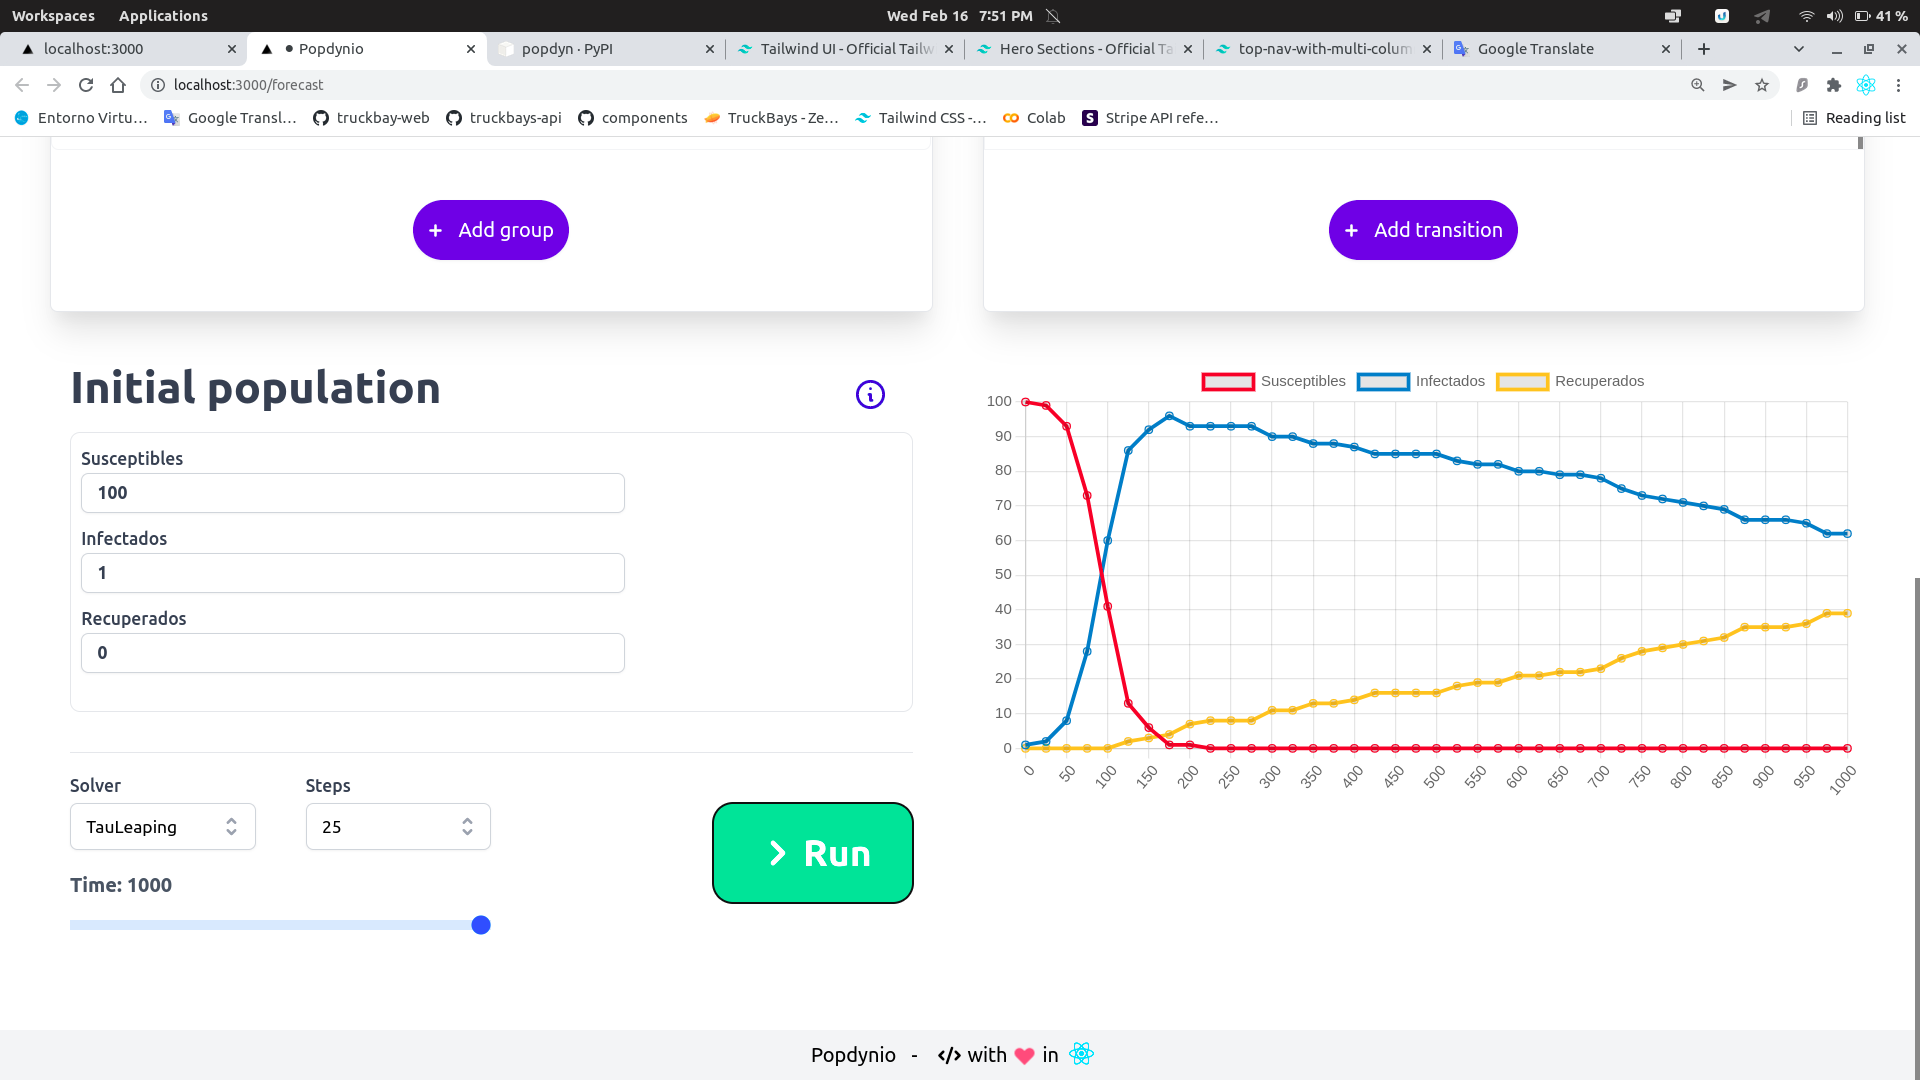 Workspaces Applications Wed Feb 16 7:51 PM 41 %
localhost:3000 Popdynio popdyn · PyPI Tailwind UI - Official Tailw Hero Sections - Official Ta top-nav-with-multi-colum Google Translate
localhost:3000/forecast
Entorno Virtu... Google Transl... truckbay-web truckbays-api components TruckBays - Ze... Tailwind CSS -... Colab Stripe API refe... Reading list
+ Add group
+ Add transition
Initial population
Susceptibles
100
Infectados
1
Recuperados
0
Solver Steps
TauLeaping 25
> Run
Time: 1000
Susceptibles Infectados Recuperados
100
90
80
70
60
50
40
30
20
10
0
0 50 100 150 200 250 300 350 400 450 500 550 600 650 700 750 800 850 900 950 1000
Popdynio - </> with ❤ in